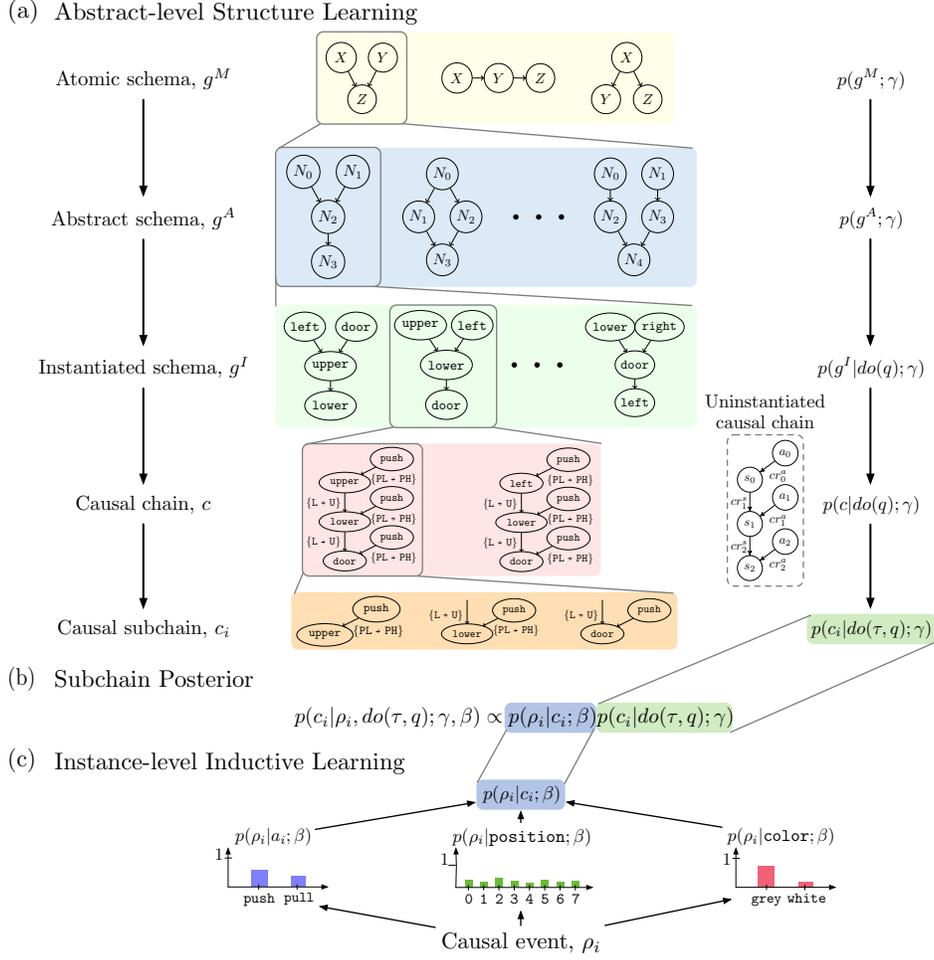 (a) Abstract-level Structure Learning
Atomic schema, g^M
X Y Z
X Y Z
X Y Z
p(g^M; γ)
Abstract schema, g^A
N_0 N_1 N_2 N_3
N_0 N_1 N_2 N_3
• • •
N_0 N_1 N_2 N_3 N_4
p(g^A; γ)
Instantiated schema, g^I
left door upper lower
upper left lower door
• • •
lower right door left
p(g^I|do(q); γ)
Uninstantiated
causal chain
a_0
s_0 cr_0^a
cr_1^s a_1
s_1 cr_1^a
cr_2^s a_2
s_2 cr_2^a
Causal chain, c
push
upper {PL→PH}
{L→U} push
lower {PL→PH}
{L→U} push
door {PL→PH}
push
left {PL→PH}
{L→U} push
lower {PL→PH}
{L→U} push
door {PL→PH}
p(c|do(q); γ)
Causal subchain, c_i
push
upper {PL→PH}
{L→U} push
lower {PL→PH}
{L→U} push
door
p(c_i|do(τ, q); γ)
(b) Subchain Posterior
p(c_i|ρ_i, do(τ, q); γ, β) ∝ p(ρ_i|c_i; β)p(c_i|do(τ, q); γ)
(c) Instance-level Inductive Learning
p(ρ_i|c_i; β)
p(ρ_i|a_i; β)
1
push pull
p(ρ_i|position; β)
1
0 1 2 3 4 5 6 7
p(ρ_i|color; β)
1
grey white
Causal event, ρ_i